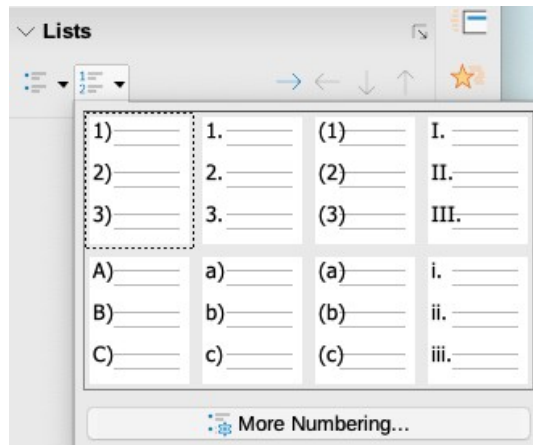 Lists
1) 1. (1) I.
2) 2. (2) II.
3) 3. (3) III.
A) a) (a) i.
B) b) (b) ii.
C) c) (c) iii.
More Numbering...